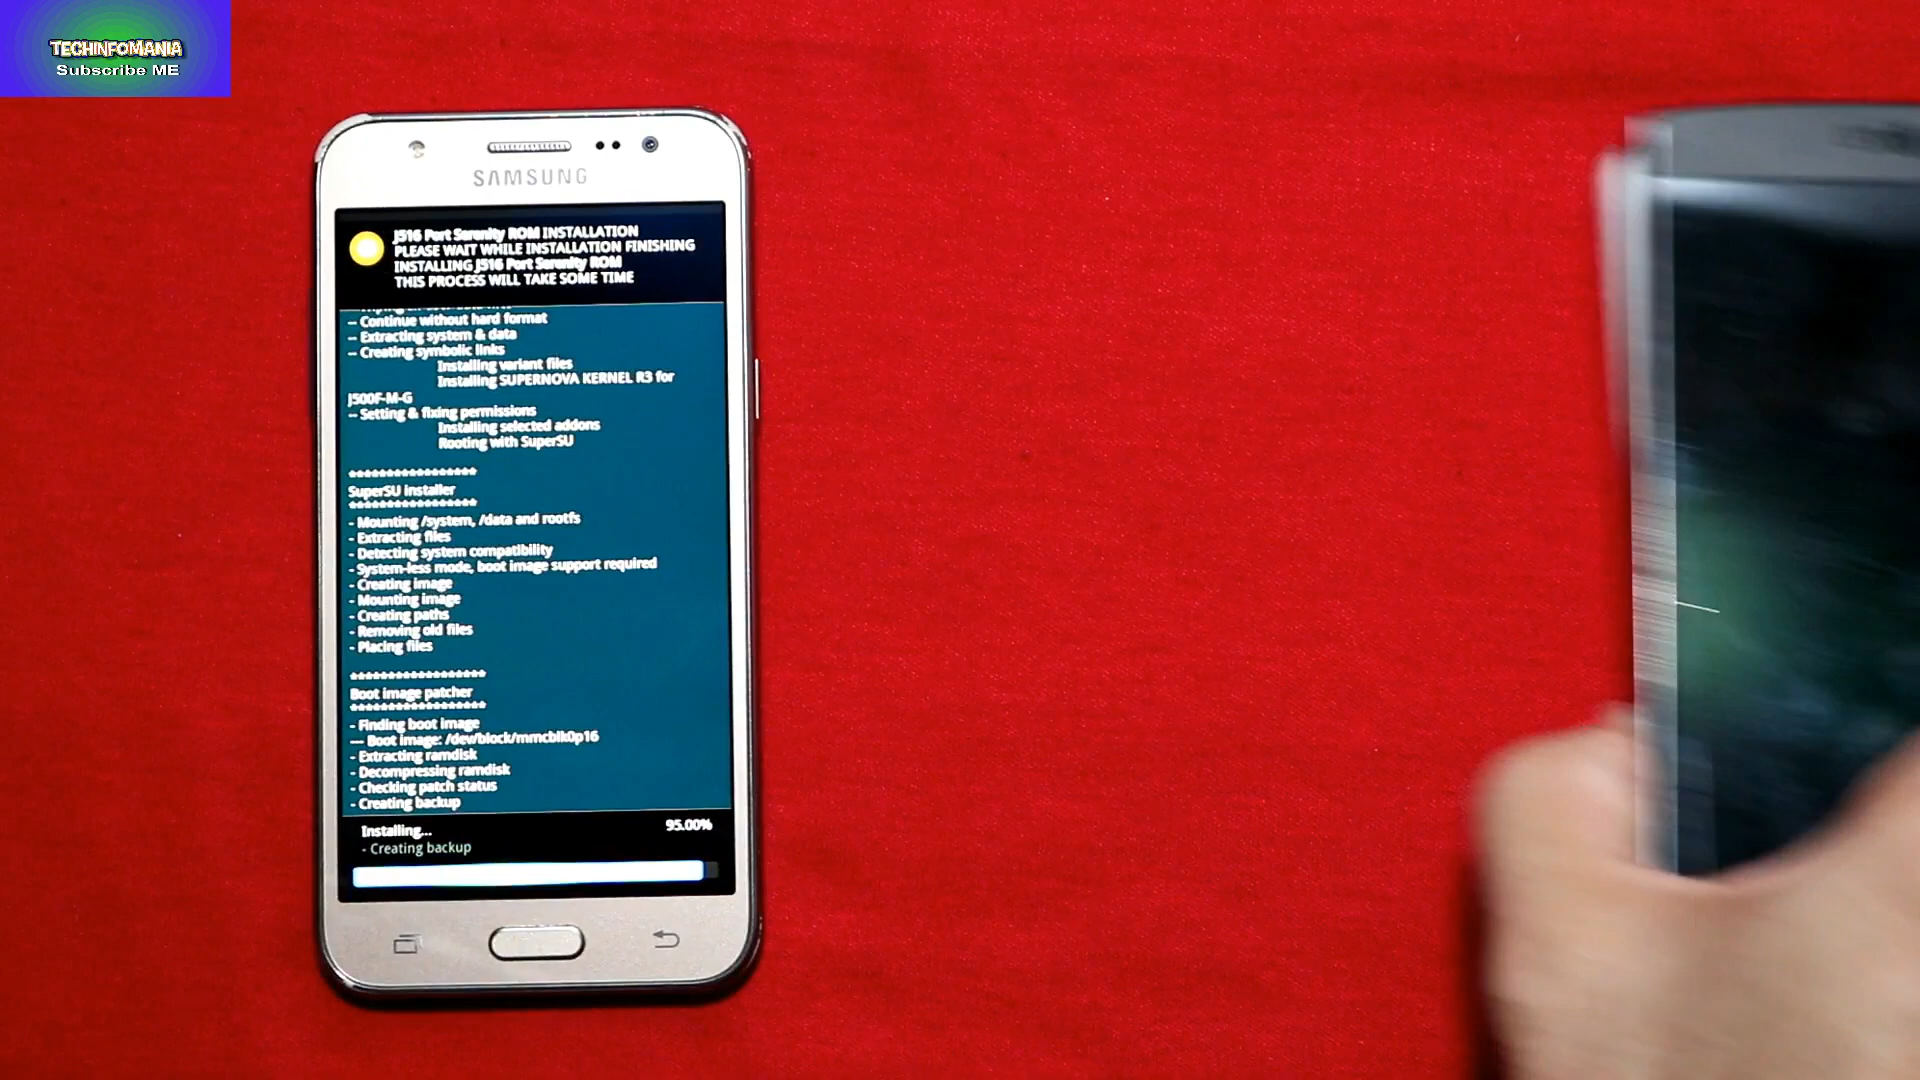 TECHINFOMANIA
Subscribe ME
SAMSUNG
J516 Port Serenity ROM INSTALLATION
PLEASE WAIT WHILE INSTALLATION FINISHING
INSTALLING J516 Port Serenity ROM
THIS PROCESS WILL TAKE SOME TIME
-- Continue without hard format
-- Extracting system & data
-- Creating symbolic links
Installing variant files
Installing SUPERNOVA KERNEL R3 for
J500F-M-G
-- Setting & fixing permissions
Installing selected addons
Rooting with SuperSU
*****************
SuperSU installer
*****************
- Mounting /system, /data and rootfs
- Extracting files
- Detecting system compatibility
- System-less mode, boot image support required
- Creating image
- Mounting image
- Creating paths
- Removing old files
- Placing files
******************
Boot image patcher
******************
- Finding boot image
--- Boot image: /dev/block/mmcblk0p16
- Extracting ramdisk
- Decompressing ramdisk
- Checking patch status
- Creating backup
Installing... 95.00%
- Creating backup